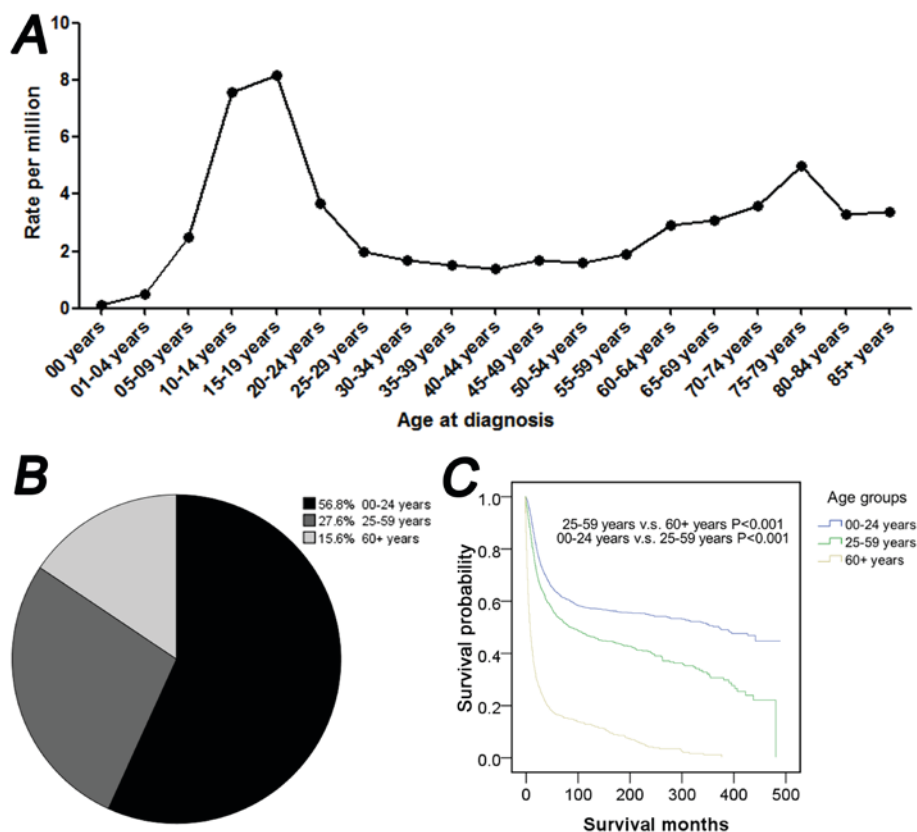 A
10
8
6
4
2
0
Rate per million
00 years
01-04 years
05-09 years
10-14 years
15-19 years
20-24 years
25-29 years
30-34 years
35-39 years
40-44 years
45-49 years
50-54 years
55-59 years
60-64 years
65-69 years
70-74 years
75-79 years
80-84 years
85+ years
Age at diagnosis
B
56.8% 00-24 years
27.6% 25-59 years
15.6% 60+ years
C
1.0
0.8
0.6
0.4
0.2
0.0
Survival probability
25-59 years v.s. 60+ years P<0.001
00-24 years v.s. 25-59 years P<0.001
0 100 200 300 400 500
Survival months
Age groups
00-24 years
25-59 years
60+ years